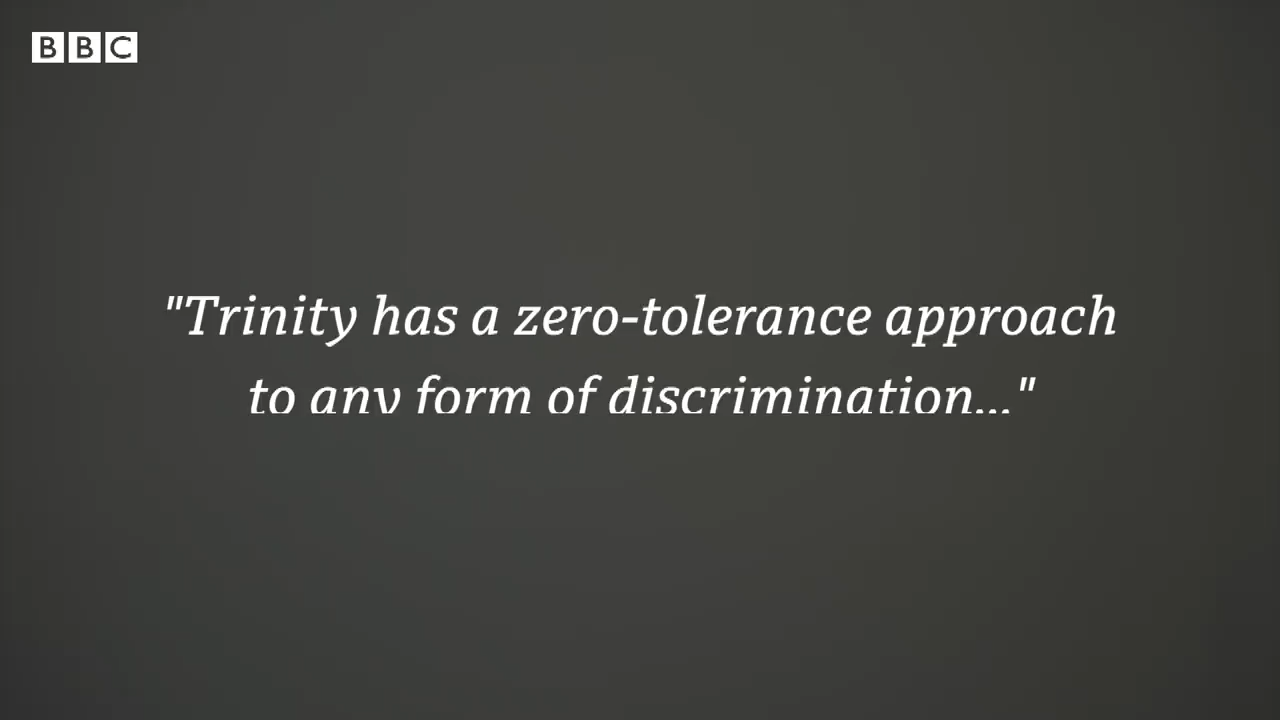 BBC
"Trinity has a zero-tolerance approach
to any form of discrimination..."